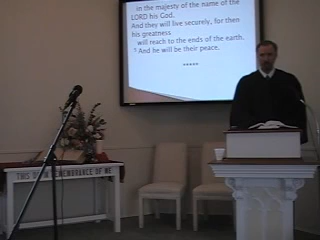 in the majesty of the name of the
LORD his God.
And they will live securely, for then
his greatness
will reach to the ends of the earth.
⁵ And he will be their peace.
*****
THIS DO IN REMEMBRANCE OF ME